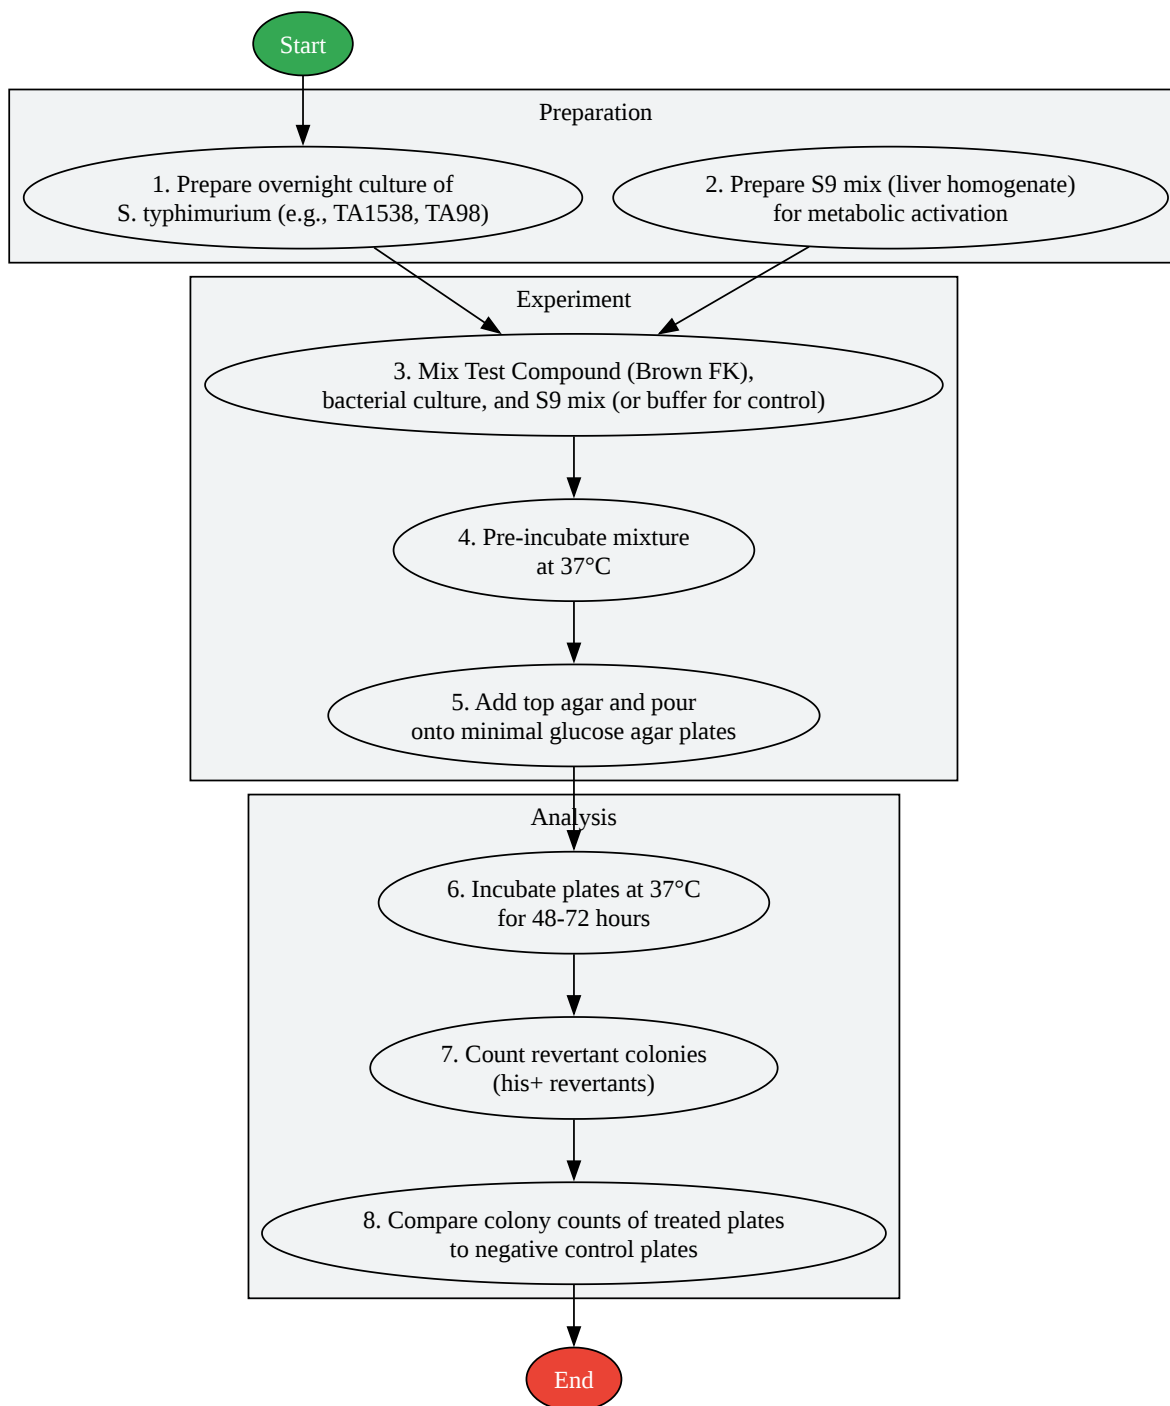 Start
Preparation
1. Prepare overnight culture of
S. typhimurium (e.g., TA1538, TA98)
2. Prepare S9 mix (liver homogenate)
for metabolic activation
Experiment
3. Mix Test Compound (Brown FK),
bacterial culture, and S9 mix (or buffer for control)
4. Pre-incubate mixture
at 37°C
5. Add top agar and pour
onto minimal glucose agar plates
Analysis
6. Incubate plates at 37°C
for 48-72 hours
7. Count revertant colonies
(his+ revertants)
8. Compare colony counts of treated plates
to negative control plates
End